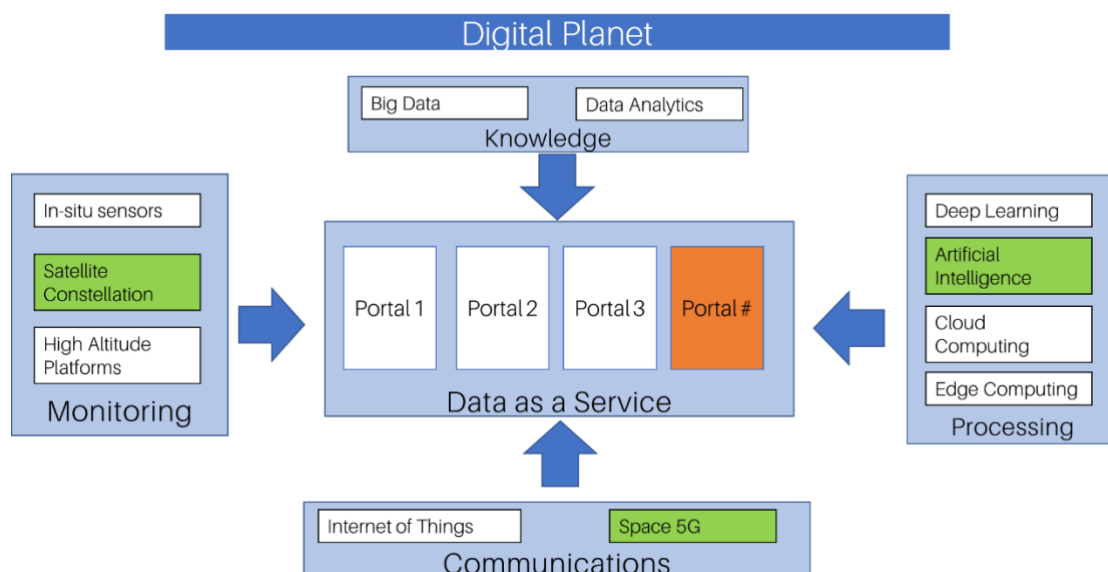 Digital Planet
Big Data
Data Analytics
Knowledge
In-situ sensors
Satellite
Constellation
High Altitude
Platforms
Monitoring
Portal 1
Portal 2
Portal 3
Portal #
Data as a Service
Deep Learning
Artificial
Intelligence
Cloud
Computing
Edge Computing
Processing
Internet of Things
Space 5G
Communications